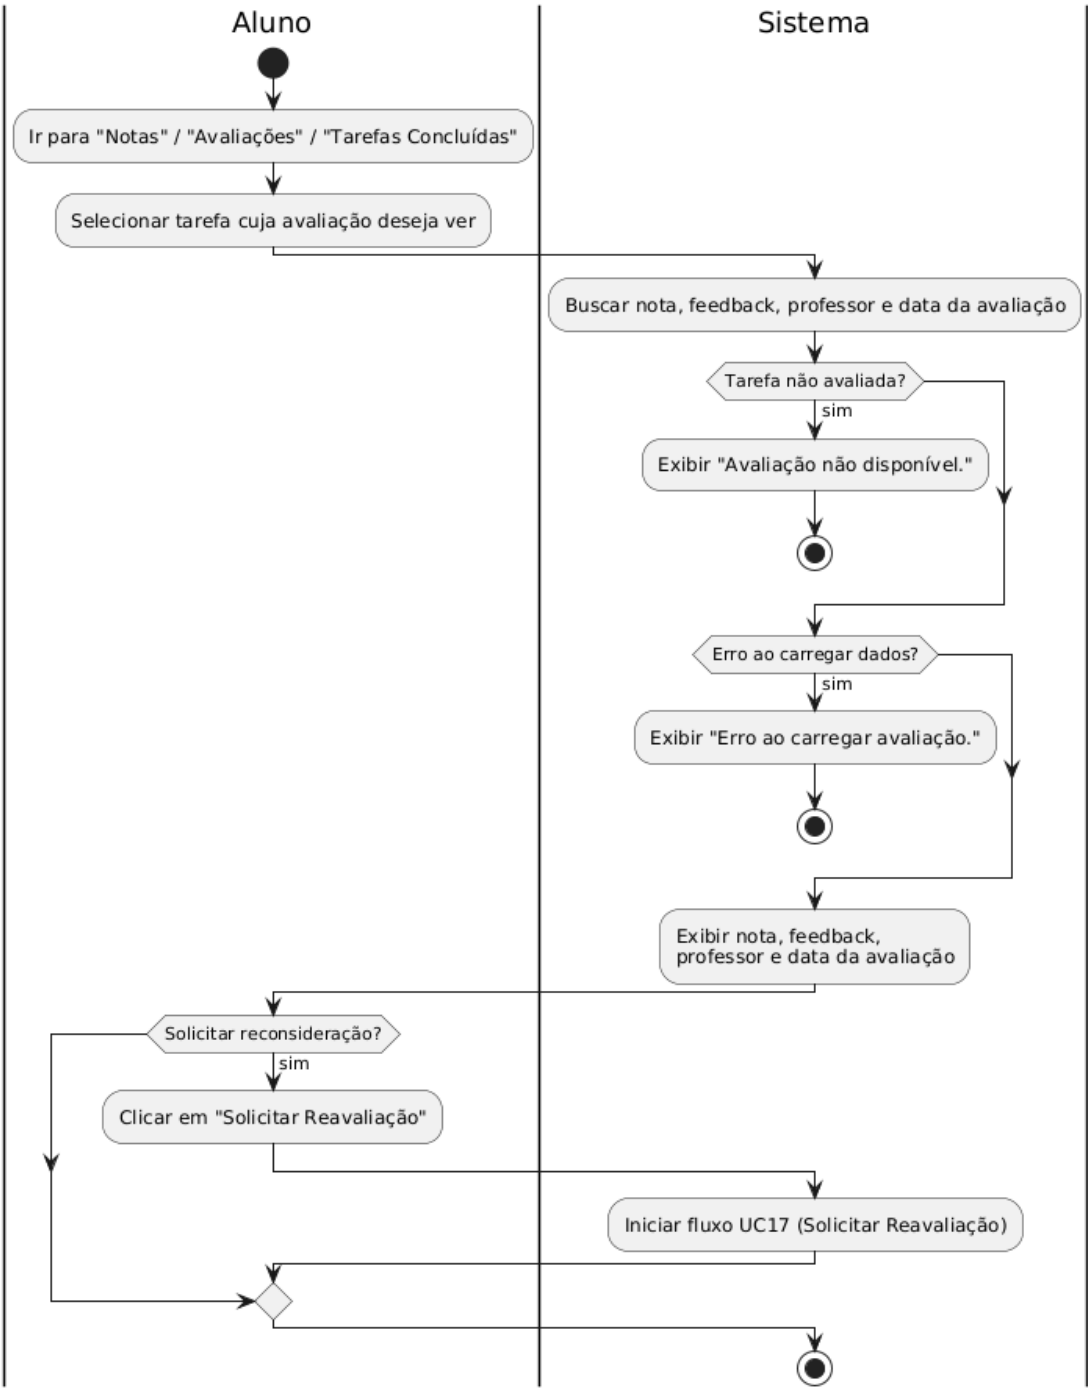 Aluno
Sistema
Ir para "Notas" / "Avaliações" / "Tarefas Concluídas"
Selecionar tarefa cuja avaliação deseja ver
Buscar nota, feedback, professor e data da avaliação
Tarefa não avaliada?
sim
Exibir "Avaliação não disponível."
Erro ao carregar dados?
sim
Exibir "Erro ao carregar avaliação."
Exibir nota, feedback,
professor e data da avaliação
Solicitar reconsideração?
sim
Clicar em "Solicitar Reavaliação"
Iniciar fluxo UC17 (Solicitar Reavaliação)